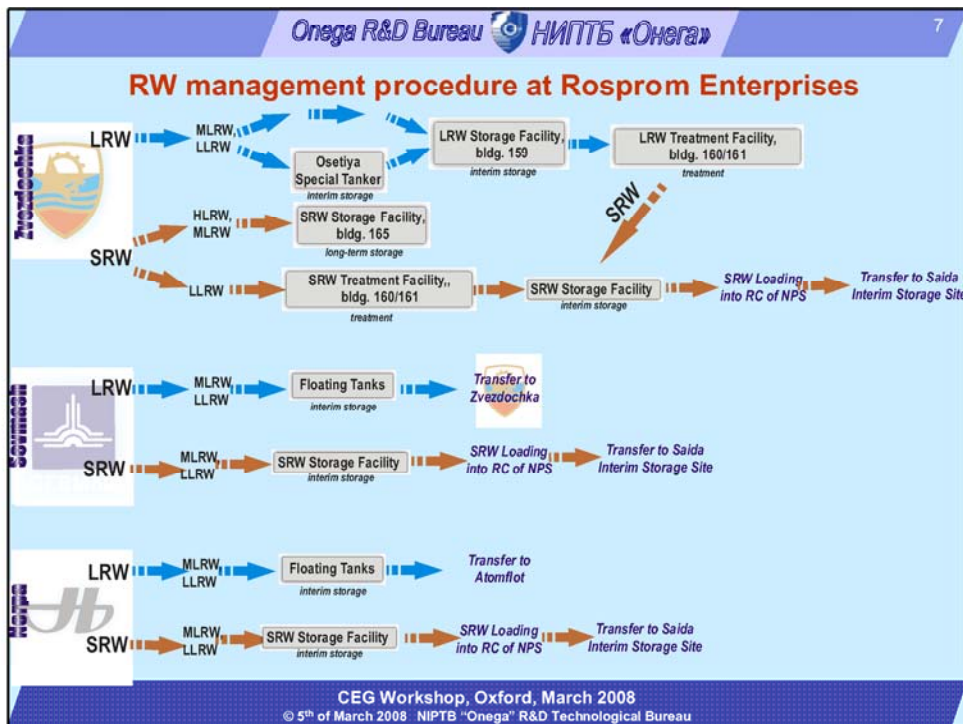 Onega R&D Bureau НИПТБ «Онега»
7
RW management procedure at Rosprom Enterprises
Zvezdochka
LRW
MLRW,
LLRW
Osetiya
Special Tanker
interim storage
LRW Storage Facility,
bldg. 159
interim storage
LRW Treatment Facility,
bldg. 160/161
treatment
SRW
SRW
HLRW,
MLRW
SRW Storage Facility,
bldg. 165
long-term storage
LLRW
SRW Treatment Facility,,
bldg. 160/161
treatment
SRW Storage Facility
interim storage
SRW Loading
into RC of NPS
Transfer to Saida
Interim Storage Site
Sevmash
LRW
MLRW,
LLRW
Floating Tanks
interim storage
Transfer to
Zvezdochka
SRW
MLRW,
LLRW
SRW Storage Facility
interim storage
SRW Loading
into RC of NPS
Transfer to Saida
Interim Storage Site
Nerpa
LRW
MLRW,
LLRW
Floating Tanks
interim storage
Transfer to
Atomflot
SRW
MLRW,
LLRW
SRW Storage Facility
interim storage
SRW Loading
into RC of NPS
Transfer to Saida
Interim Storage Site
CEG Workshop, Oxford, March 2008
© 5th of March 2008 NIPTB "Onega" R&D Technological Bureau